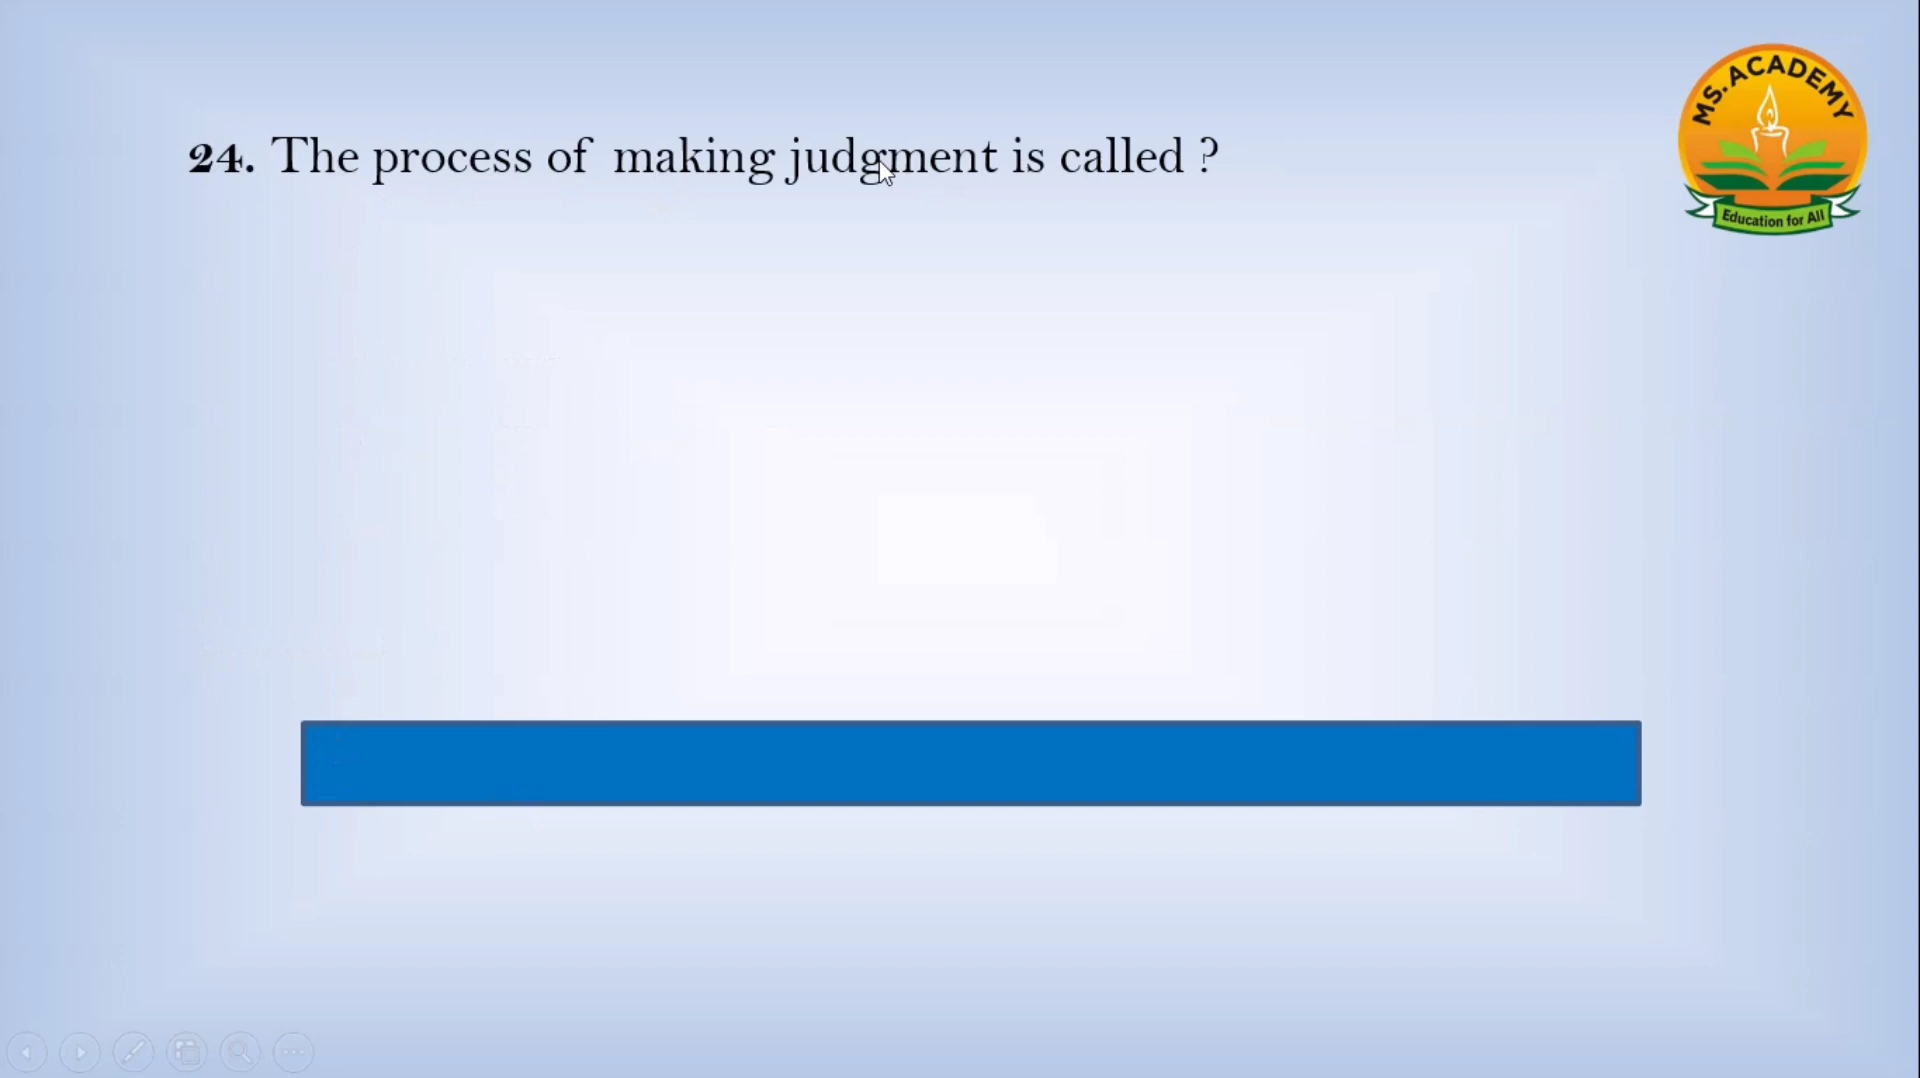 24. The process of making judgment is called ?
MS. ACADEMY
Education for All